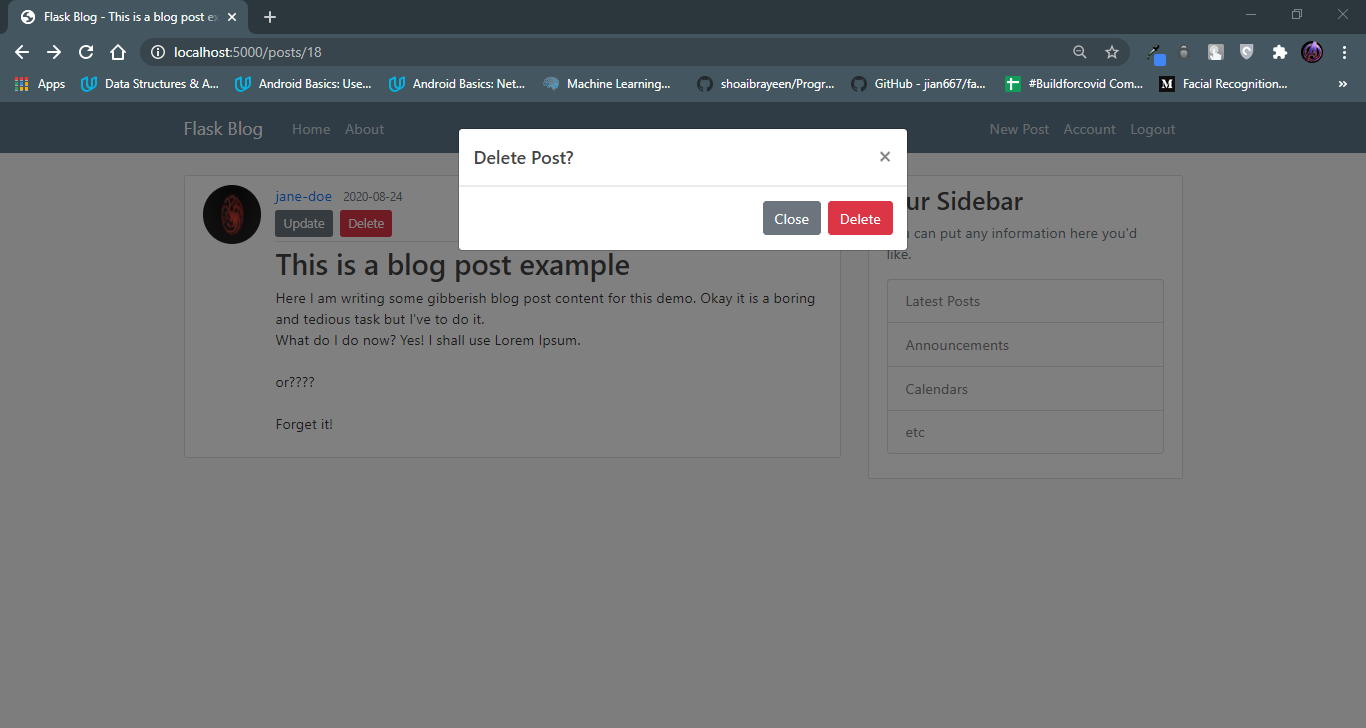 Flask Blog - This is a blog post ex
localhost:5000/posts/18
Apps
Data Structures & A...
Android Basics: Use...
Android Basics: Net...
Machine Learning...
shoaibrayeen/Progr...
GitHub - jian667/fa...
#Buildforcovid Com...
M
Facial Recognition...
»
Flask Blog
Home
About
New Post
Account
Logout
Delete Post?
×
Close
Delete
jane-doe 2020-08-24
Update
Delete
This is a blog post example
Here I am writing some gibberish blog post content for this demo. Okay it is a boring
and tedious task but I've to do it.
What do I do now? Yes! I shall use Lorem Ipsum.
or????
Forget it!
ur Sidebar
can put any information here you'd
like.
Latest Posts
Announcements
Calendars
etc